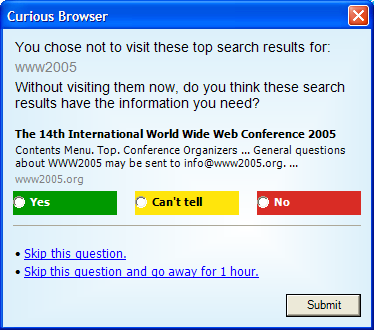 Curious Browser
You chose not to visit these top search results for:
www2005
Without visiting them now, do you think these search
results have the information you need?
The 14th International World Wide Web Conference 2005
Contents Menu. Top. Conference Organizers ... General questions
about WWW2005 may be sent to info@www2005.org. ...
www2005.org
Yes Can't tell No
• Skip this question.
• Skip this question and go away for 1 hour.
Submit